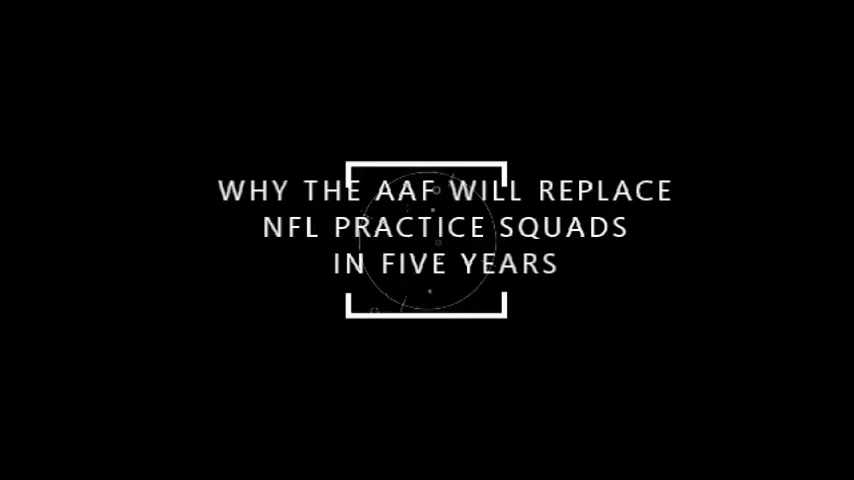 WHY THE AAF WILL REPLACE
NFL PRACTICE SQUADS
IN FIVE YEARS